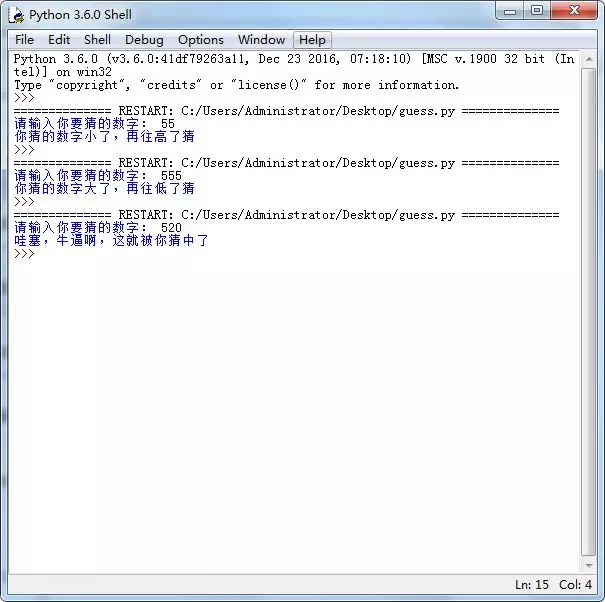 Python 3.6.0 Shell
File Edit Shell Debug Options Window Help
Python 3.6.0 (v3.6.0:41df79263a11, Dec 23 2016, 07:18:10) [MSC v.1900 32 bit (In
tel)] on win32
Type "copyright", "credits" or "license()" for more information.
>>>
============== RESTART: C:/Users/Administrator/Desktop/guess.py ==============
请输入你要猜的数字： 55
你猜的数字小了，再往高了猜
>>>
============== RESTART: C:/Users/Administrator/Desktop/guess.py ==============
请输入你要猜的数字： 555
你猜的数字大了，再往低了猜
>>>
============== RESTART: C:/Users/Administrator/Desktop/guess.py ==============
请输入你要猜的数字： 520
哇塞，牛逼啊，这就被你猜中了
>>>
Ln: 15 Col: 4